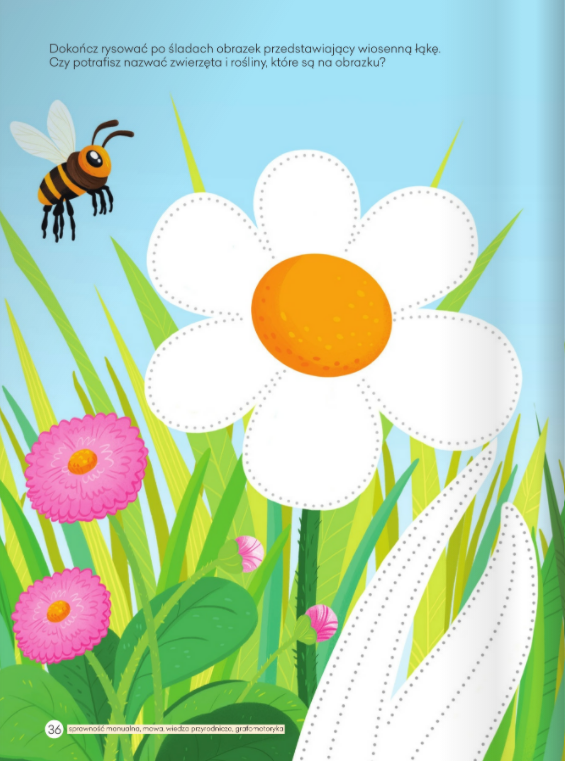 Dokończ rysować po śladach obrazek przedstawiający wiosenną łąkę.
Czy potrafisz nazwać zwierzęta i rośliny, które są na obrazku?
36 sprawność manualna, mowa, wiedza przyrodnicza, grafomotoryka